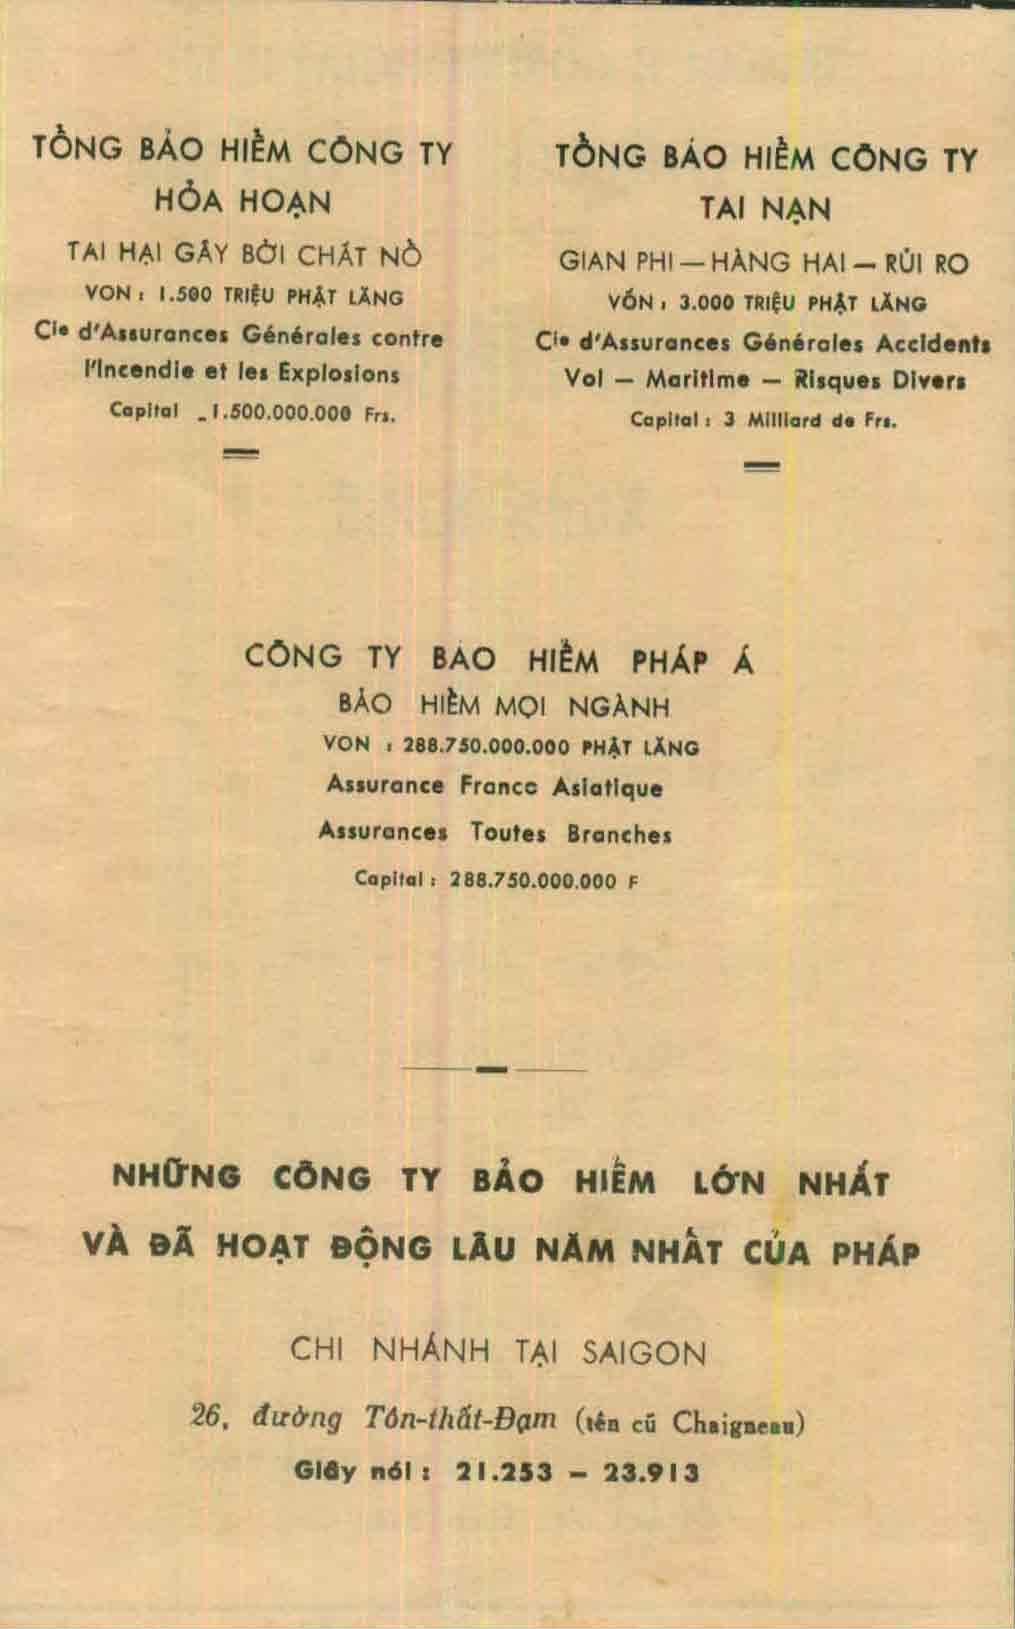 TỔNG BẢO HIỂM CÔNG TY
HỎA HOẠN
TAI HẠI GÂY BỞI CHẤT NỔ
VON : 1.500 TRIỆU PHẬT LĂNG
Cie d'Assurances Générales contre
l'Incendie et les Explosions
Capital _ 1.500.000.000 Frs.
TỔNG BẢO HIỂM CÔNG TY
TAI NẠN
GIAN PHI — HÀNG HAI — RỦI RO
VỐN : 3.000 TRIỆU PHẬT LĂNG
Cie d'Assurances Générales Accidents
Vol — Maritime — Risques Divers
Capital : 3 Milliard de Frs.
CÔNG TY BẢO HIỂM PHÁP Á
BẢO HIỂM MỌI NGÀNH
VON : 288.750.000.000 PHẬT LĂNG
Assurance Franco Asiatique
Assurances Toutes Branches
Capital : 288.750.000.000 F
NHỮNG CÔNG TY BẢO HIỂM LỚN NHẤT
VÀ ĐÃ HOẠT ĐỘNG LÂU NĂM NHẤT CỦA PHÁP
CHI NHÁNH TẠI SAIGON
26, đường Tôn-thất-Đạm (tên cũ Chaigneau)
Giây nói : 21.253 – 23.913